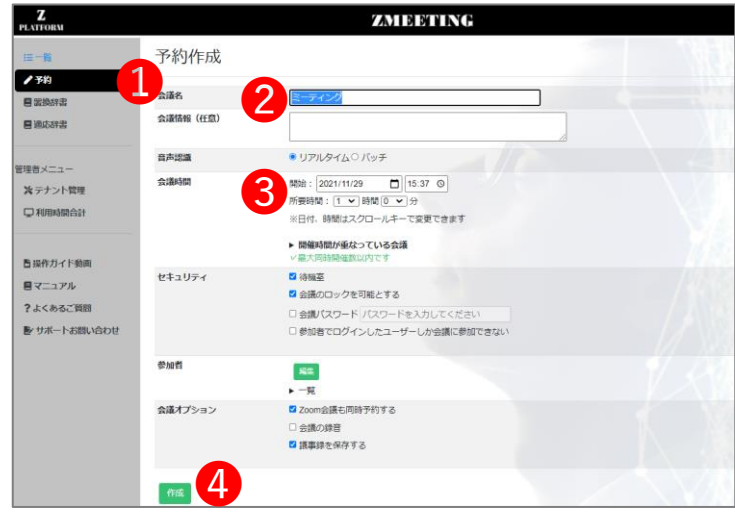 Z
PLATFORM
ZMEETING
一覧
予約
置換辞書
適応辞書
管理者メニュー
テナント管理
利用時間合計
操作ガイド動画
マニュアル
?よくあるご質問
サポートお問い合わせ
予約作成
1
会議名
2
ミーティング
会議情報（任意）
音声認識
リアルタイム バッチ
会議時間
3
開始： 2021/11/29 15:37
所要時間： 1 時間 0 分
※日付、時間はスクロールキーで変更できます
▶ 開催時間が重なっている会議
✓最大同時開催数以内です
セキュリティ
待機室
会議のロックを可能とする
会議パスワード パスワードを入力してください
参加者でログインしたユーザーしか会議に参加できない
参加者
編集
▶ 一覧
会議オプション
Zoom会議も同時予約する
会議の録音
議事録を保存する
作成
4